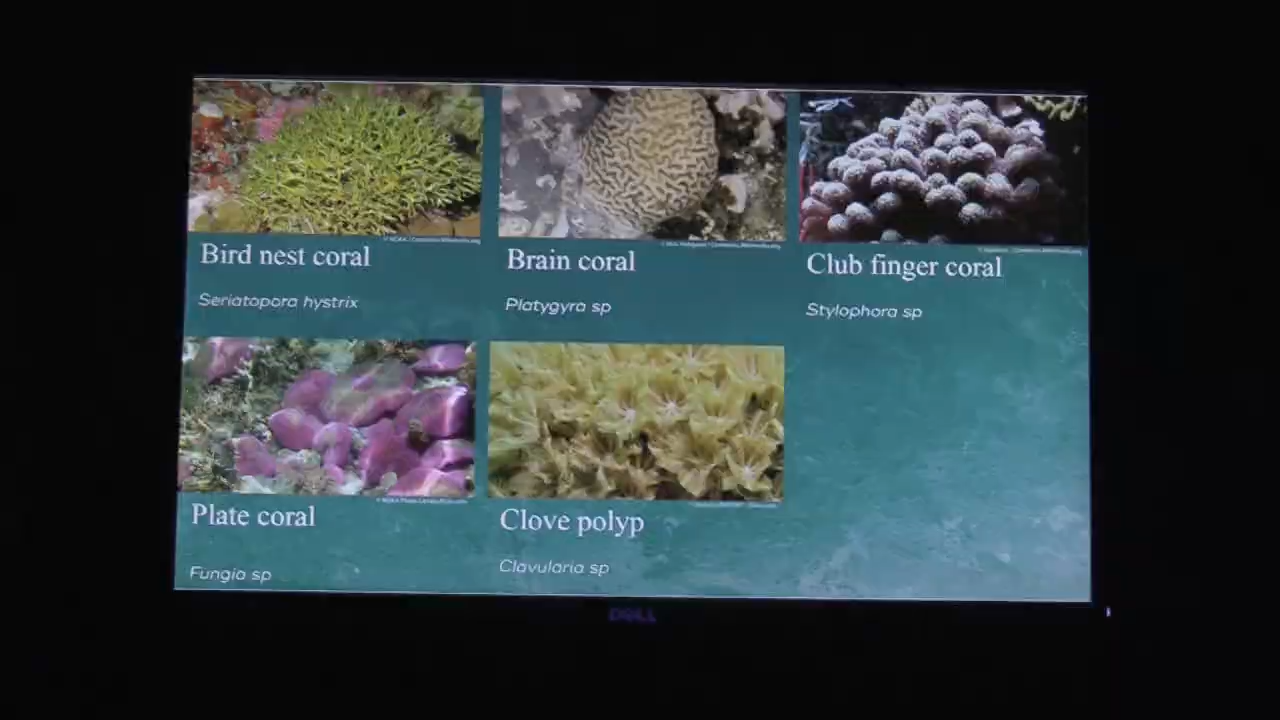 Bird nest coral
Seriatopora hystrix
Brain coral
Platygyra sp
Club finger coral
Stylophora sp
Plate coral
Fungia sp
Clove polyp
Clavularia sp
DELL